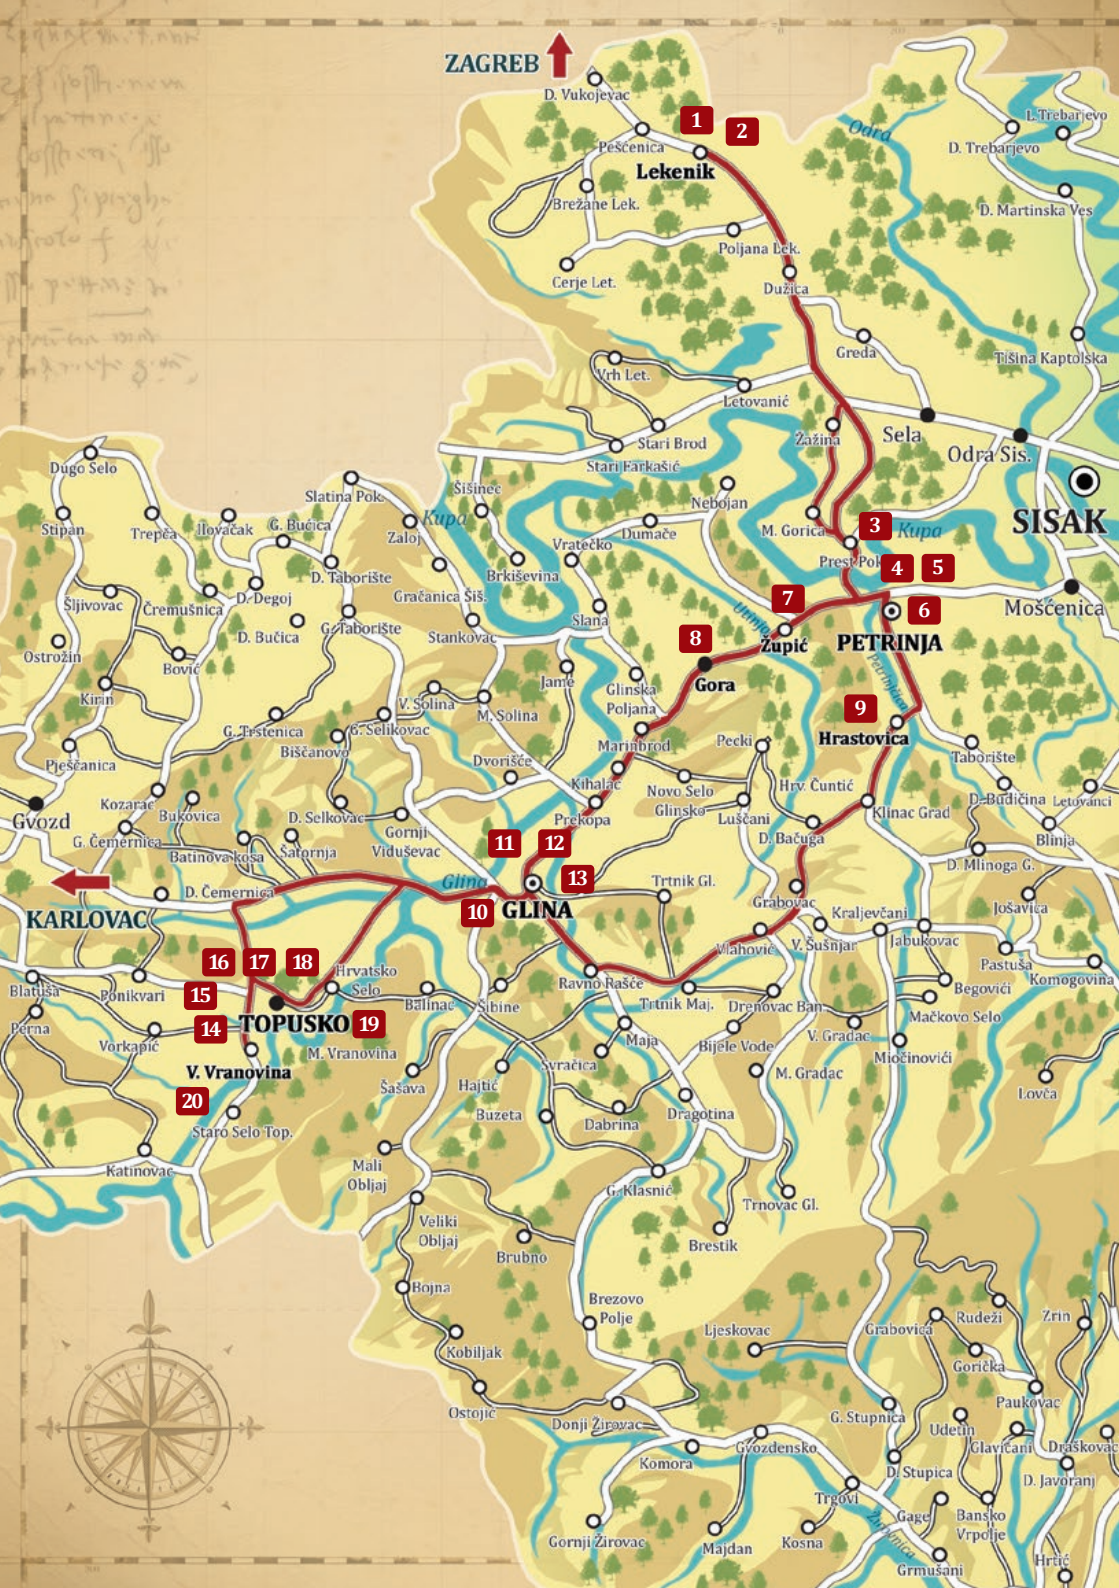 ZAGREB
D. Vukojevac
1
2
Pešćenica
Lekenik
Odra
L. Trebarjevo
D. Trebarjevo
Brežane Lek.
D. Martinska Ves
Poljana Lek.
Cerje Let.
Dužica
Greda
Tišina Kaptolska
Vrh Let.
Letovanić
Sela
Stari Brod
Žažina
Odra Sis.
Stari Farkašić
Dugo Selo
SISAK
Slatina Pok.
Šišinec
Nebojan
Stipan
Trepča
Ilovačak
G. Bučica
Zaloj
Kupa
Dumače
M. Gorica
3
Kupa
Vratečko
Prest Pok
4
5
D. Taborište
Brkiševina
Šljivovac
Čremušnica
D. Degoj
Gračanica Šiš.
7
6
Mošćenica
D. Bučica
G. Taborište
Stankovac
Slana
Utinja
Župić
PETRINJA
8
Ostrožin
Bović
Jame
Glinska
Poljana
Gora
Petrinjčica
Kirin
V. Solina
M. Solina
9
Hrastovica
G. Trstenica
G. Selikovac
Biščanovo
Marinbrod
Pecki
Taborište
Pješčanica
Dvorišće
Kihalac
Novo Selo
Glinsko
Hrv. Čuntić
Kozarac
Bukovica
D. Selkovac
Prekopa
Luščani
Klinac Grad
D. Budičina
Letovanci
Gvozd
G. Čemernica
Gornji
Viduševac
11
12
D. Bačuga
Blinja
Batinova kosa
Šatornja
D. Mlinoga G.
KARLOVAC
D. Čemernica
Glina
13
Trtnik Gl.
Grabovac
10
GLINA
Kraljevčani
Jošavica
Vlahović
V. Šušnjar
Jabukovac
Pastuša
16
17
18
Hrvatsko
Selo
Ravno Rašće
Komogovina
Blatuša
Ponikvari
15
Balinac
Šibine
Trtnik Maj.
Drenovac Ban.
Begovići
Perna
TOPUSKO
19
Mačkovo Selo
Vorkapić
14
M. Vranovina
Maja
Bijele Vode
V. Gradac
Miočinovići
V. Vranovina
Šašava
Hajtić
Svračica
M. Gradac
Lovča
20
Buzeta
Dabrina
Dragotina
Staro Selo Top.
Katinovac
Mali
Obljaj
G. Klasnić
Trnovac Gl.
Veliki
Obljaj
Brubno
Brestik
Bojna
Brezovo
Polje
Ljeskovac
Grabovica
Rudeži
Zrin
Kobiljak
Gorička
Paukovac
Ostojić
Donji Žirovac
G. Stupnica
Udetin
Glavičani
Draškovac
Komora
Gvozdensko
D. Stupica
D. Javoranj
Trgovi
Gage
Bansko
Vrpolje
Žirovnica
Gornji Žirovac
Majdan
Kosna
Grmušani
Hrtić